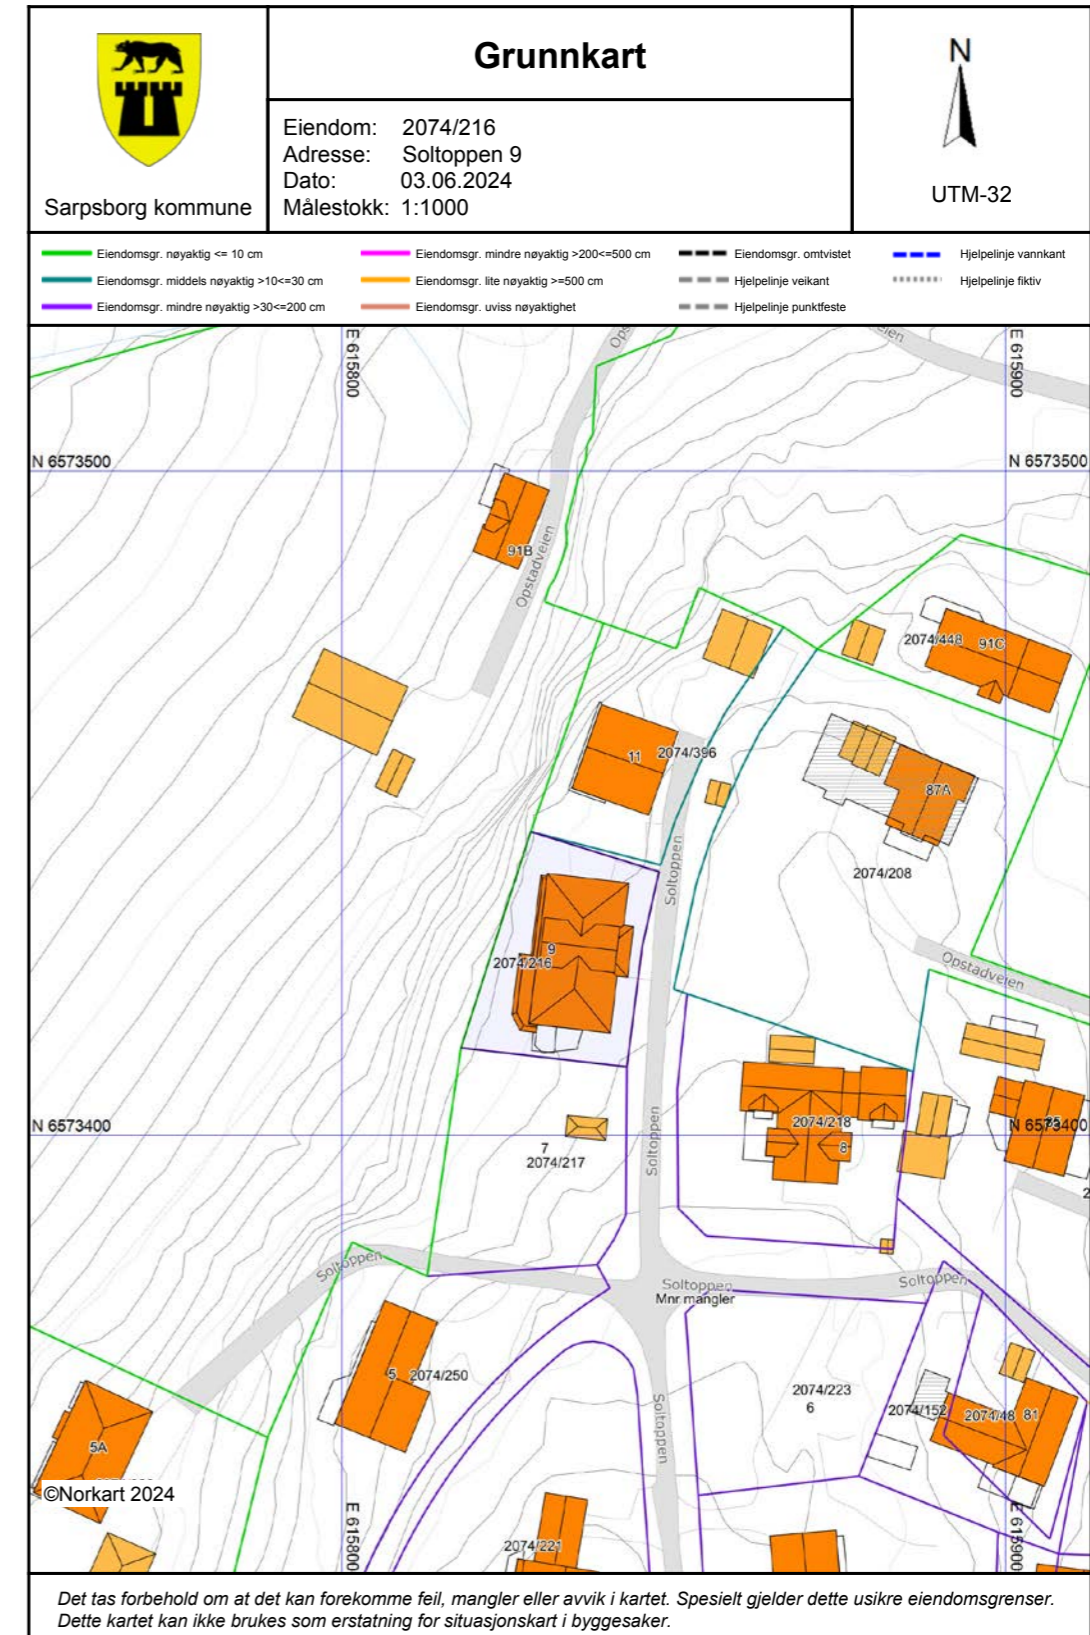 Grunnkart
Sarpsborg kommune
Eiendom: 2074/216
Adresse: Soltoppen 9
Dato: 03.06.2024
Målestokk: 1:1000
N
UTM-32
Eiendomsgr. nøyaktig <= 10 cm
Eiendomsgr. middels nøyaktig >10<=30 cm
Eiendomsgr. mindre nøyaktig >30<=200 cm
Eiendomsgr. mindre nøyaktig >200<=500 cm
Eiendomsgr. lite nøyaktig >=500 cm
Eiendomsgr. uviss nøyaktighet
Eiendomsgr. omtvistet
Hjelpelinje veikant
Hjelpelinje punktfeste
Hjelpelinje vannkant
Hjelpelinje fiktiv
E 615800
E 615900
N 6573500
N 6573500
91B
Opstadveien
2074/448
91C
11
2074/396
87A
2074/208
Soltoppen
9
2074/216
Opstadveien
N 6573400
N 6573400
7
2074/217
Soltoppen
2074/218
8
85
Soltoppen
Soltoppen
Mnr mangler
Soltoppen
5
2074/250
2074/223
6
2074/152
2074/48
81
Soltoppen
5A
©Norkart 2024
E 615800
E 615900
2074/221
Det tas forbehold om at det kan forekomme feil, mangler eller avvik i kartet. Spesielt gjelder dette usikre eiendomsgrenser.
Dette kartet kan ikke brukes som erstatning for situasjonskart i byggesaker.